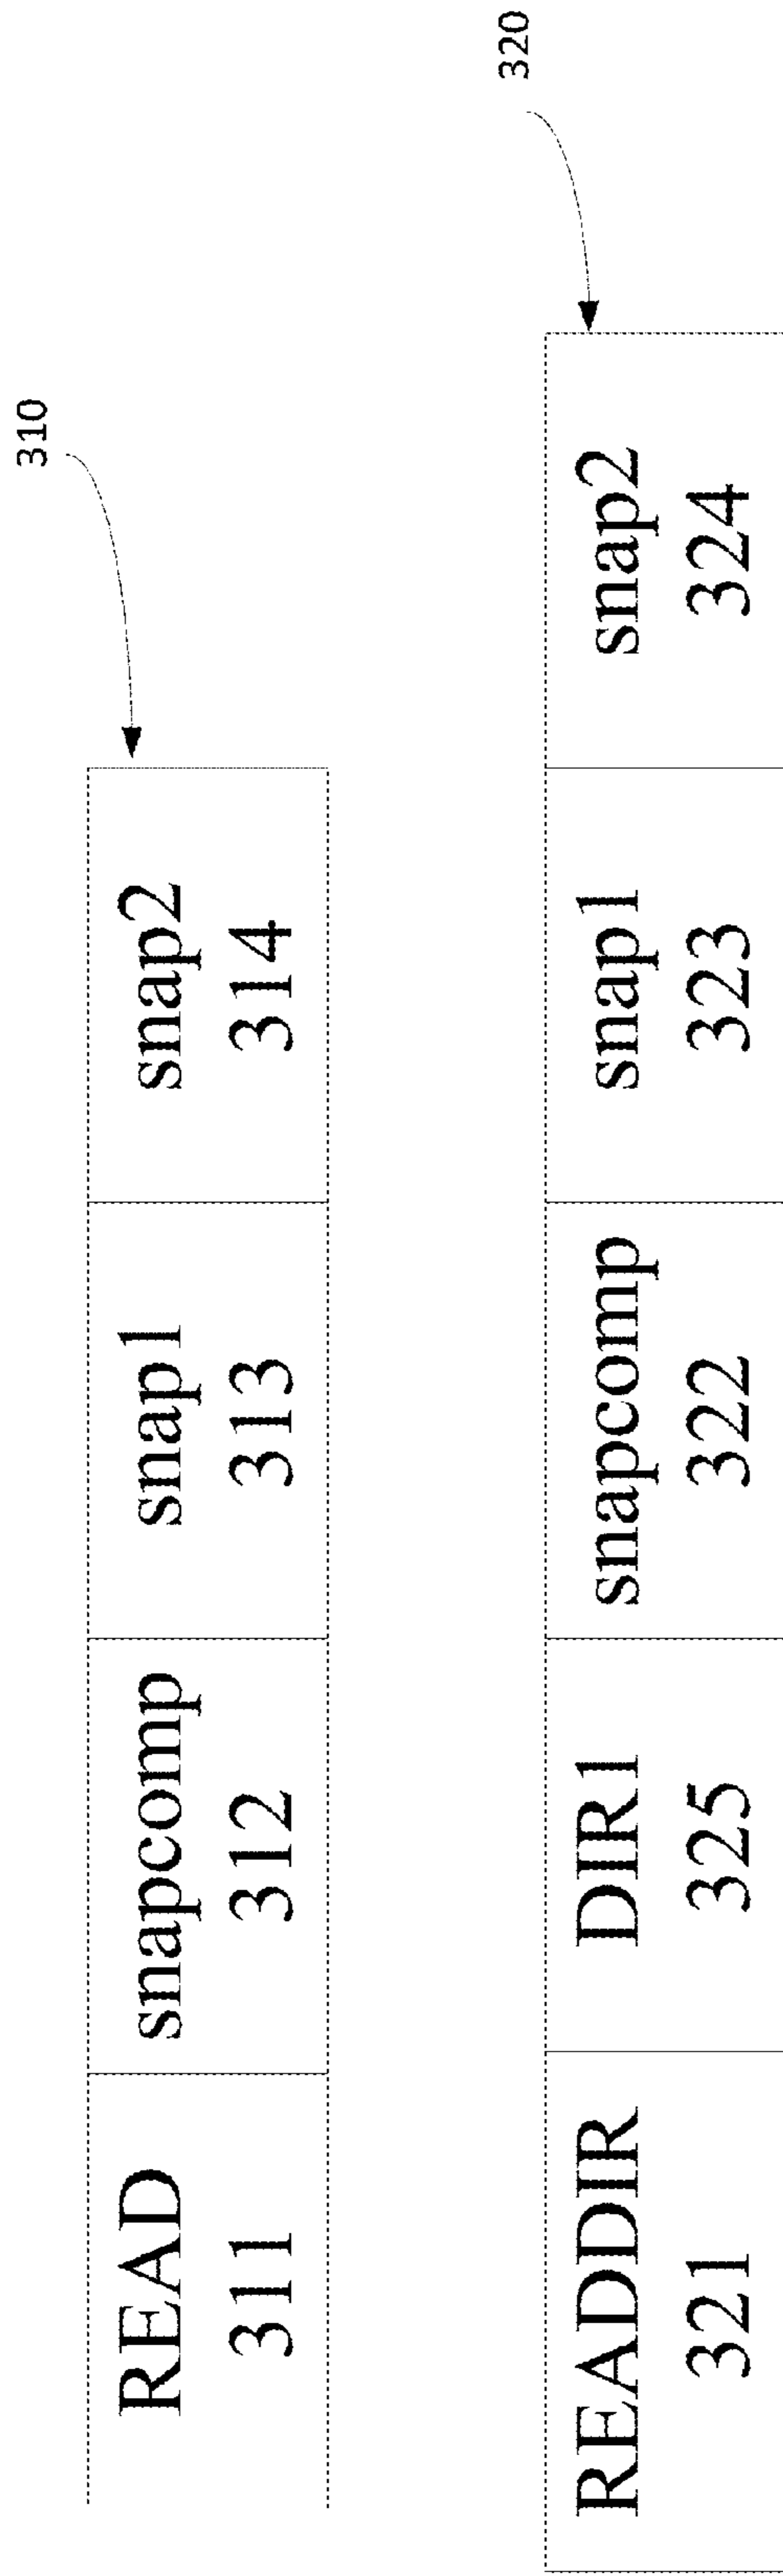 310
READ
311
snapcomp
312
snap1
313
snap2
314
320
READDIR
321
DIR1
325
snapcomp
322
snap1
323
snap2
324